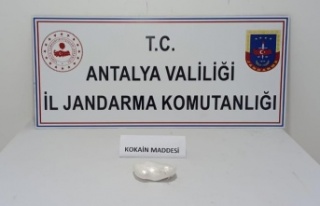 T.C.
ANTALYA VALİLİĞİ
İL JANDARMA KOMUTANLIĞI
KOKAİN MADDESİ